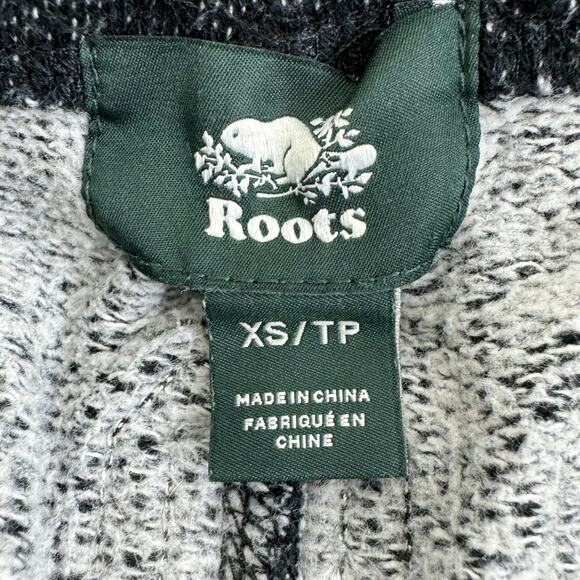 Roots
XS/TP
MADE IN CHINA
FABRIQUÉ EN
CHINE